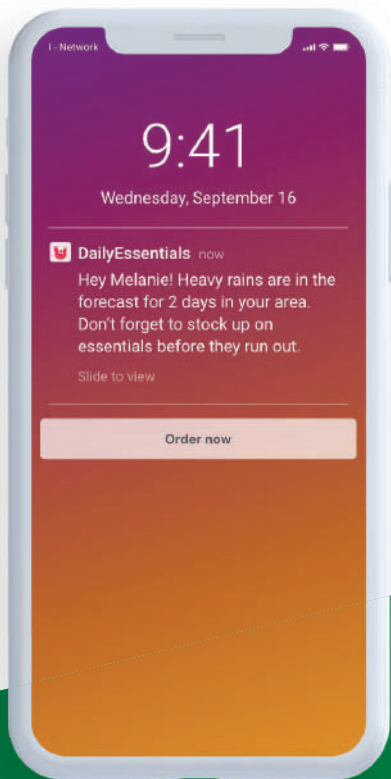 I-Network
9:41
Wednesday, September 16
DailyEssentials now
Hey Melanie! Heavy rains are in the
forecast for 2 days in your area.
Don't forget to stock up on
essentials before they run out.
Slide to view
Order now